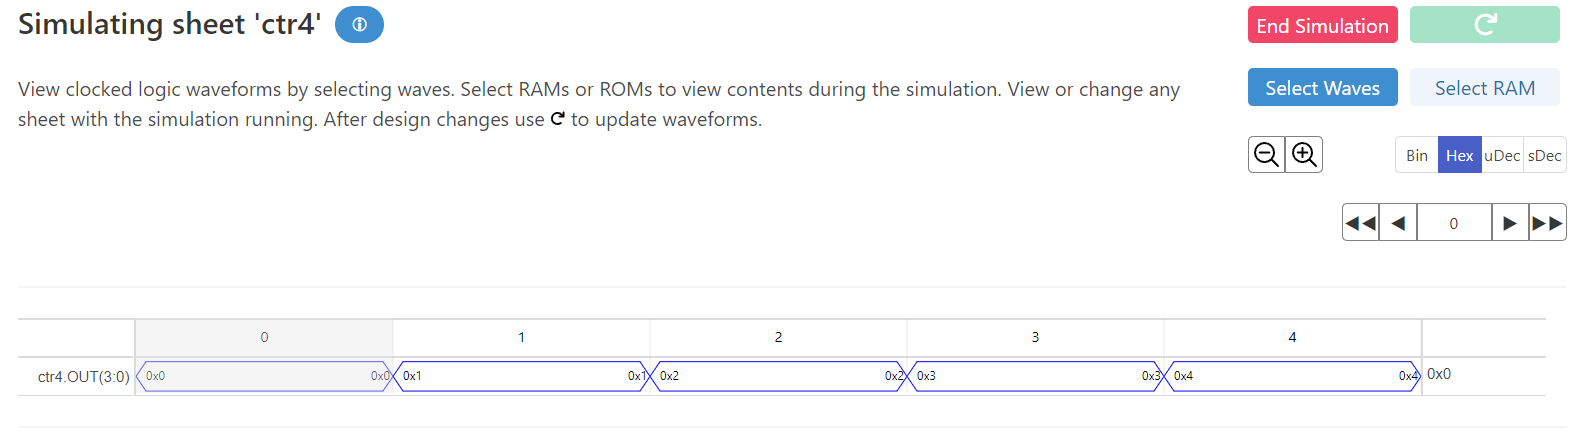 Simulating sheet 'ctr4'
End Simulation
View clocked logic waveforms by selecting waves. Select RAMs or ROMs to view contents during the simulation. View or change any
sheet with the simulation running. After design changes use to update waveforms.
Select Waves Select RAM
Bin Hex uDec sDec
0
0 1 2 3 4
ctr4.OUT(3:0) 0x0 0x0 0x1 0x1 0x2 0x2 0x3 0x3 0x4 0x4 0x0